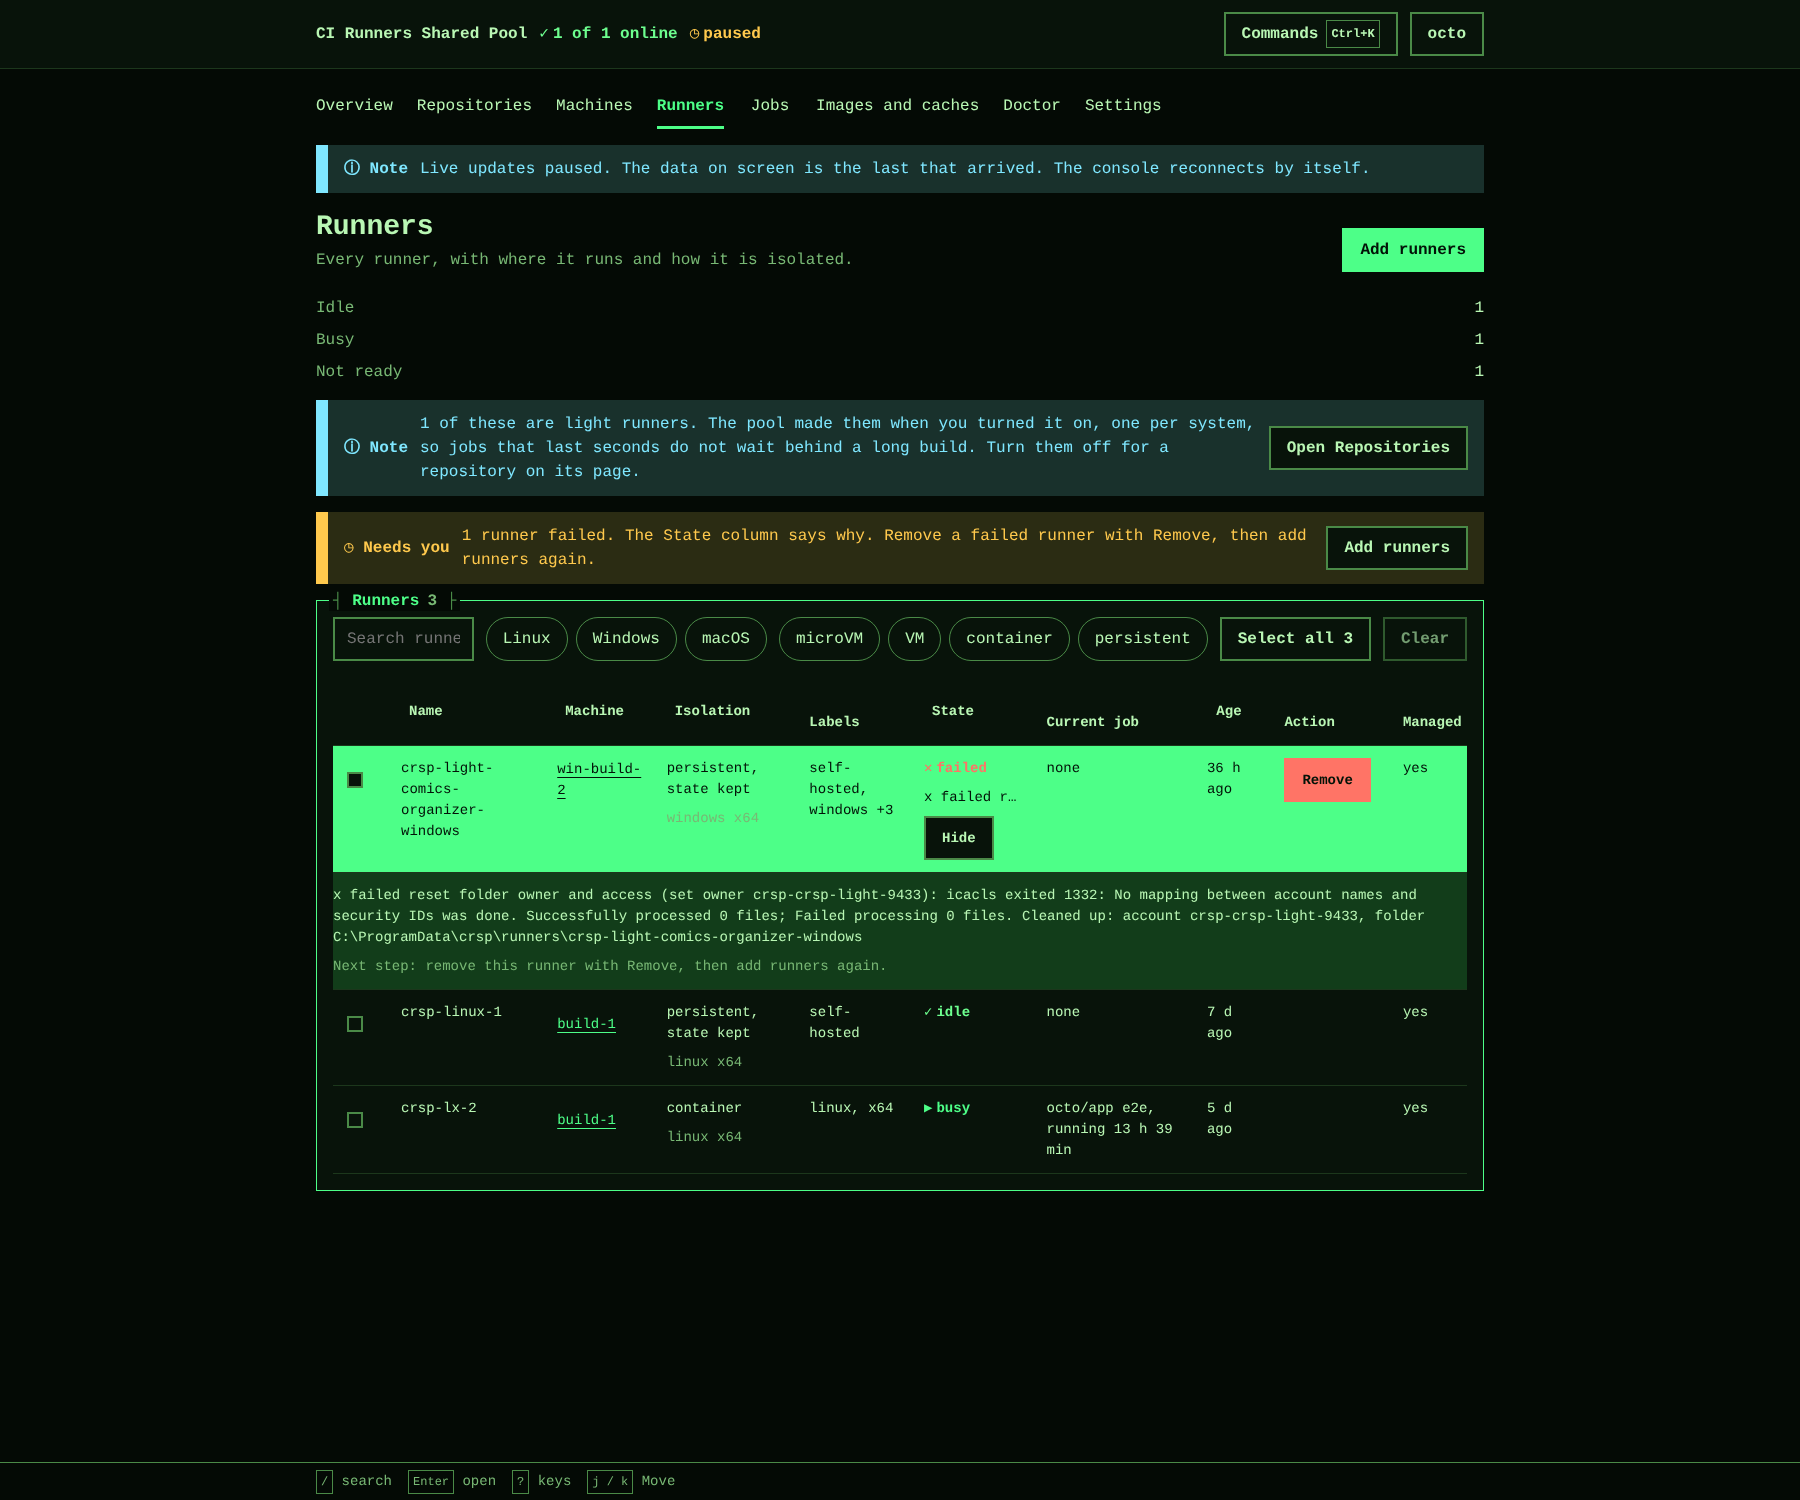 CI Runners Shared Pool ✓ 1 of 1 online ◷ paused
Commands Ctrl+K octo
Overview Repositories Machines Runners Jobs Images and caches Doctor Settings
ⓘ Note Live updates paused. The data on screen is the last that arrived. The console reconnects by itself.
Runners
Every runner, with where it runs and how it is isolated.
Add runners
Idle 1
Busy 1
Not ready 1
ⓘ Note
1 of these are light runners. The pool made them when you turned it on, one per system,
so jobs that last seconds do not wait behind a long build. Turn them off for a
repository on its page.
Open Repositories
◷ Needs you
1 runner failed. The State column says why. Remove a failed runner with Remove, then add
runners again.
Add runners
Runners 3
Search runne Linux Windows macOS microVM VM container persistent Select all 3 Clear
Name Machine Isolation Labels State Current job Age Action Managed
crsp-light-
comics-
organizer-
windows
win-build-
2
persistent,
state kept
windows x64
self-
hosted,
windows +3
✕ failed
x failed r…
Hide
none
36 h
ago
Remove
yes
x failed reset folder owner and access (set owner crsp-crsp-light-9433): icacls exited 1332: No mapping between account names and
security IDs was done. Successfully processed 0 files; Failed processing 0 files. Cleaned up: account crsp-crsp-light-9433, folder
C:\ProgramData\crsp\runners\crsp-light-comics-organizer-windows
Next step: remove this runner with Remove, then add runners again.
crsp-linux-1
build-1
persistent,
state kept
linux x64
self-
hosted
✓ idle
none
7 d
ago
yes
crsp-lx-2
build-1
container
linux x64
linux, x64
▶ busy
octo/app e2e,
running 13 h 39
min
5 d
ago
yes
/ search Enter open ? keys j / k Move